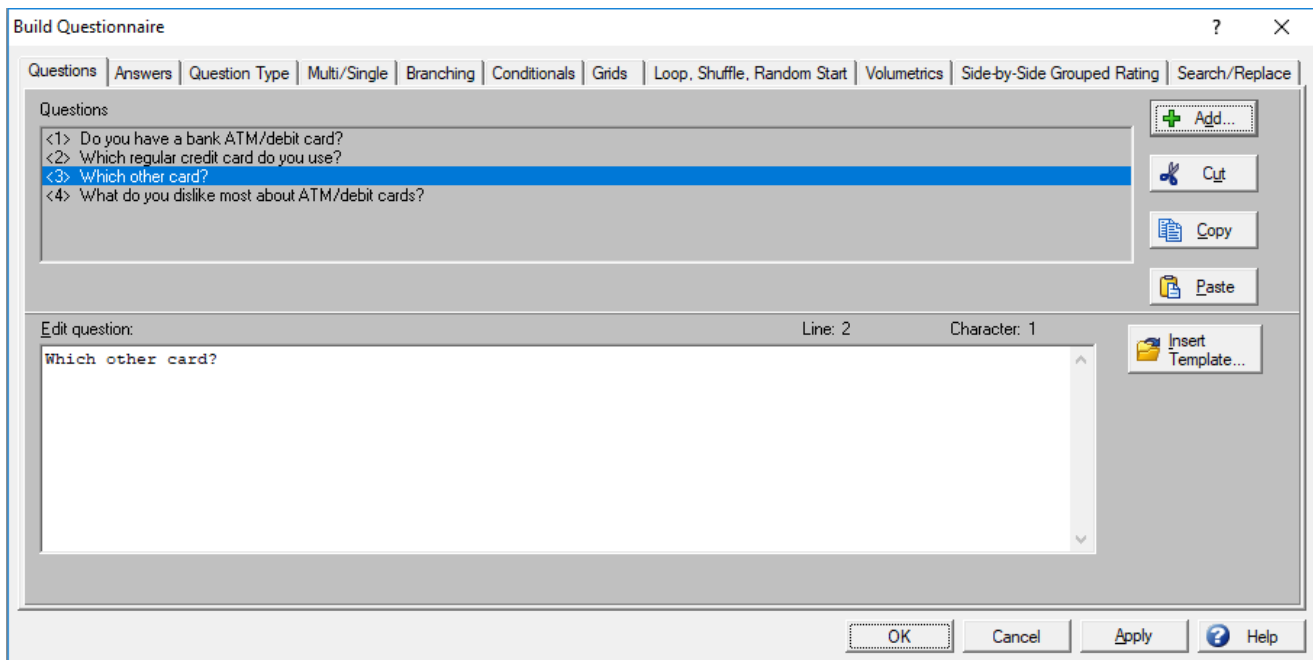 Build Questionnaire ?
Questions Answers Question Type Multi/Single Branching Conditionals Grids Loop, Shuffle, Random Start Volumetrics Side-by-Side Grouped Rating Search/Replace
Questions
Add...
<1> Do you have a bank ATM/debit card?
<2> Which regular credit card do you use?
<3> Which other card?
Cut
<4> What do you dislike most about ATM/debit cards?
Copy
Paste
Edit question: Line: 2 Character: 1
Insert
Template...
Which other card?
OK Cancel Apply Help